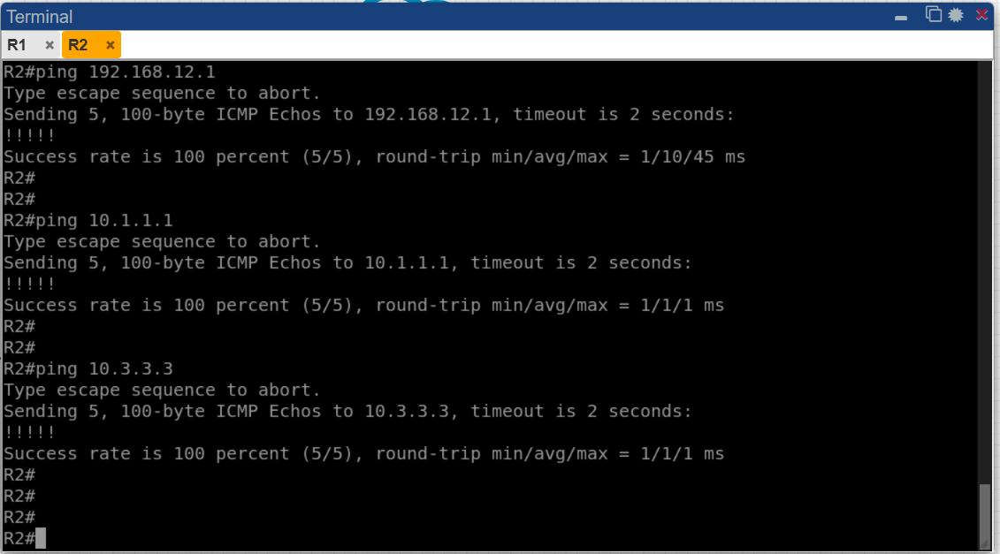 Terminal
R1 × R2 ×
R2#ping 192.168.12.1
Type escape sequence to abort.
Sending 5, 100-byte ICMP Echos to 192.168.12.1, timeout is 2 seconds:
!!!!!
Success rate is 100 percent (5/5), round-trip min/avg/max = 1/10/45 ms
R2#
R2#
R2#ping 10.1.1.1
Type escape sequence to abort.
Sending 5, 100-byte ICMP Echos to 10.1.1.1, timeout is 2 seconds:
!!!!!
Success rate is 100 percent (5/5), round-trip min/avg/max = 1/1/1 ms
R2#
R2#
R2#ping 10.3.3.3
Type escape sequence to abort.
Sending 5, 100-byte ICMP Echos to 10.3.3.3, timeout is 2 seconds:
!!!!!
Success rate is 100 percent (5/5), round-trip min/avg/max = 1/1/1 ms
R2#
R2#
R2#
R2#